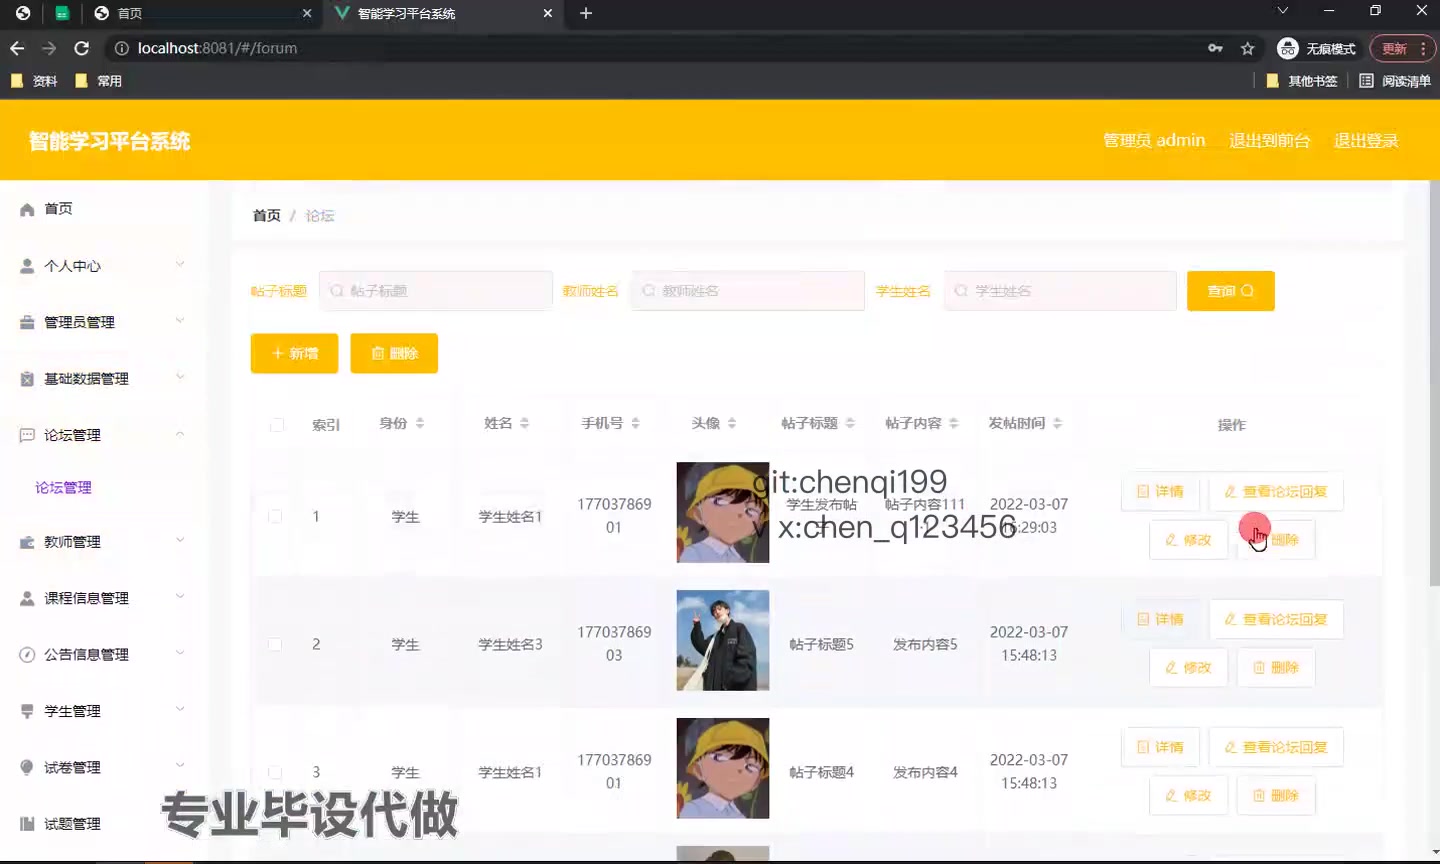 首页
智能学习平台系统
localhost:8081/#/forum
无痕模式
更新
资料
常用
其他书签
阅读清单
智能学习平台系统
管理员 admin
退出到前台
退出登录
首页
个人中心
管理员管理
基础数据管理
论坛管理
论坛管理
教师管理
课程信息管理
公告信息管理
学生管理
试卷管理
试题管理
首页 / 论坛
帖子标题
帖子标题
教师姓名
教师姓名
学生姓名
学生姓名
查询
新增
删除
索引 身份 姓名 手机号 头像 帖子标题 帖子内容 发帖时间 操作
1 学生 学生姓名1
177037869
01
学生发布帖
帖子内容111
2022-03-07
16:29:03
详情
查看论坛回复
修改
删除
git:chenqi199
v x:chen_q123456
2 学生 学生姓名3
177037869
03
帖子标题5
发布内容5
2022-03-07
15:48:13
详情
查看论坛回复
修改
删除
3 学生 学生姓名1
177037869
01
帖子标题4
发布内容4
2022-03-07
15:48:13
详情
查看论坛回复
修改
删除
专业毕设代做